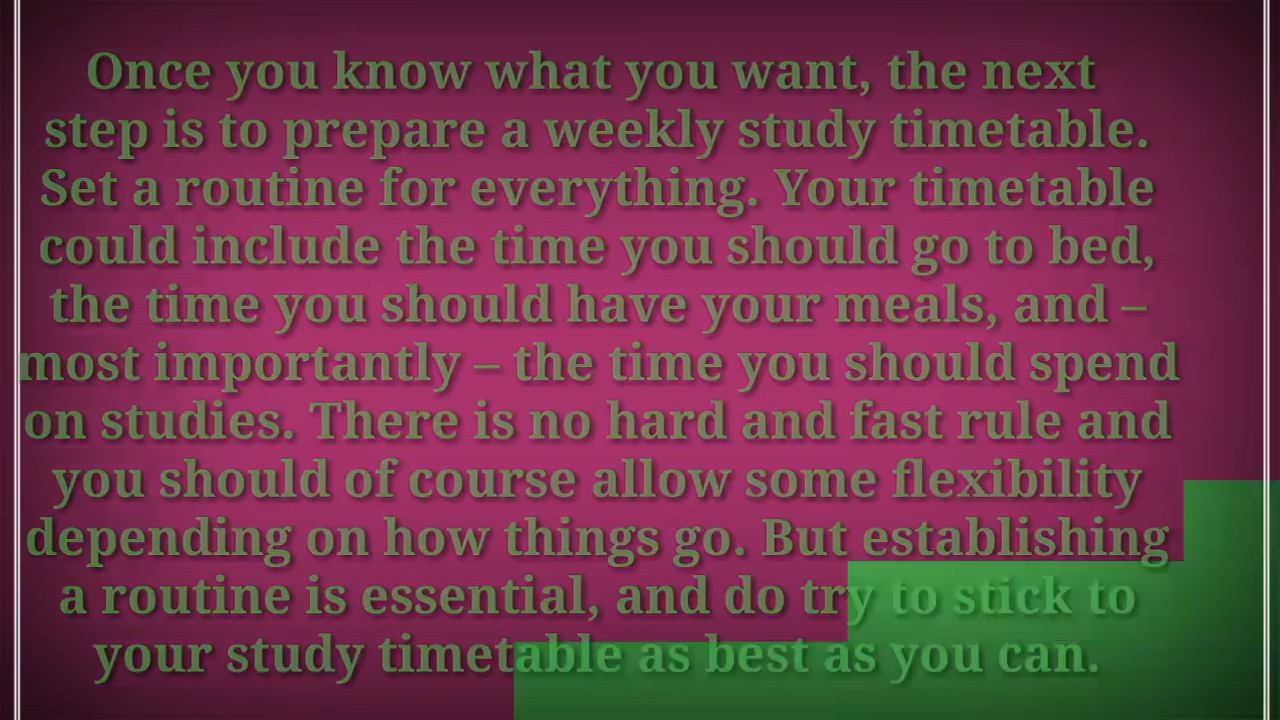 Once you know what you want, the next
step is to prepare a weekly study timetable.
Set a routine for everything. Your timetable
could include the time you should go to bed,
the time you should have your meals, and –
most importantly – the time you should spend
on studies. There is no hard and fast rule and
you should of course allow some flexibility
depending on how things go. But establishing
a routine is essential, and do try to stick to
your study timetable as best as you can.